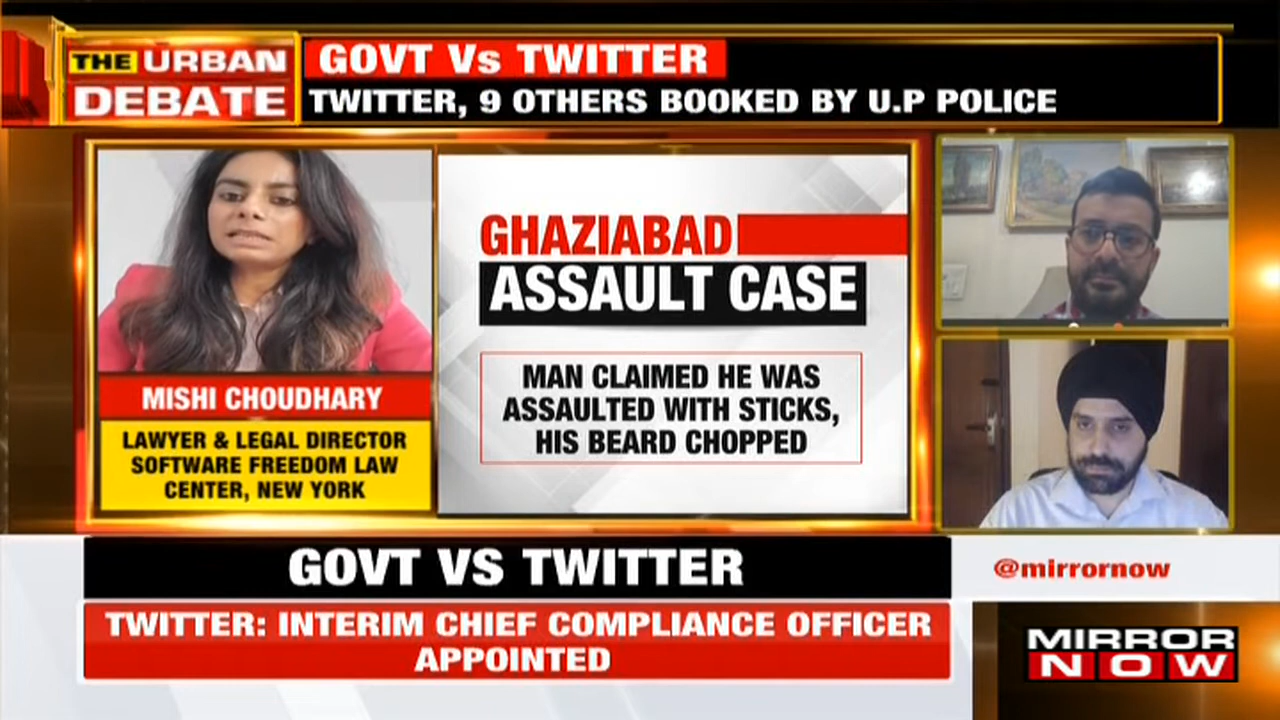 THE URBAN
DEBATE
GOVT Vs TWITTER
TWITTER, 9 OTHERS BOOKED BY U.P POLICE
MISHI CHOUDHARY
LAWYER & LEGAL DIRECTOR
SOFTWARE FREEDOM LAW
CENTER, NEW YORK
GHAZIABAD
ASSAULT CASE
MAN CLAIMED HE WAS
ASSAULTED WITH STICKS,
HIS BEARD CHOPPED
GOVT VS TWITTER
TWITTER: INTERIM CHIEF COMPLIANCE OFFICER
APPOINTED
@mirrornow
MIRROR
NOW